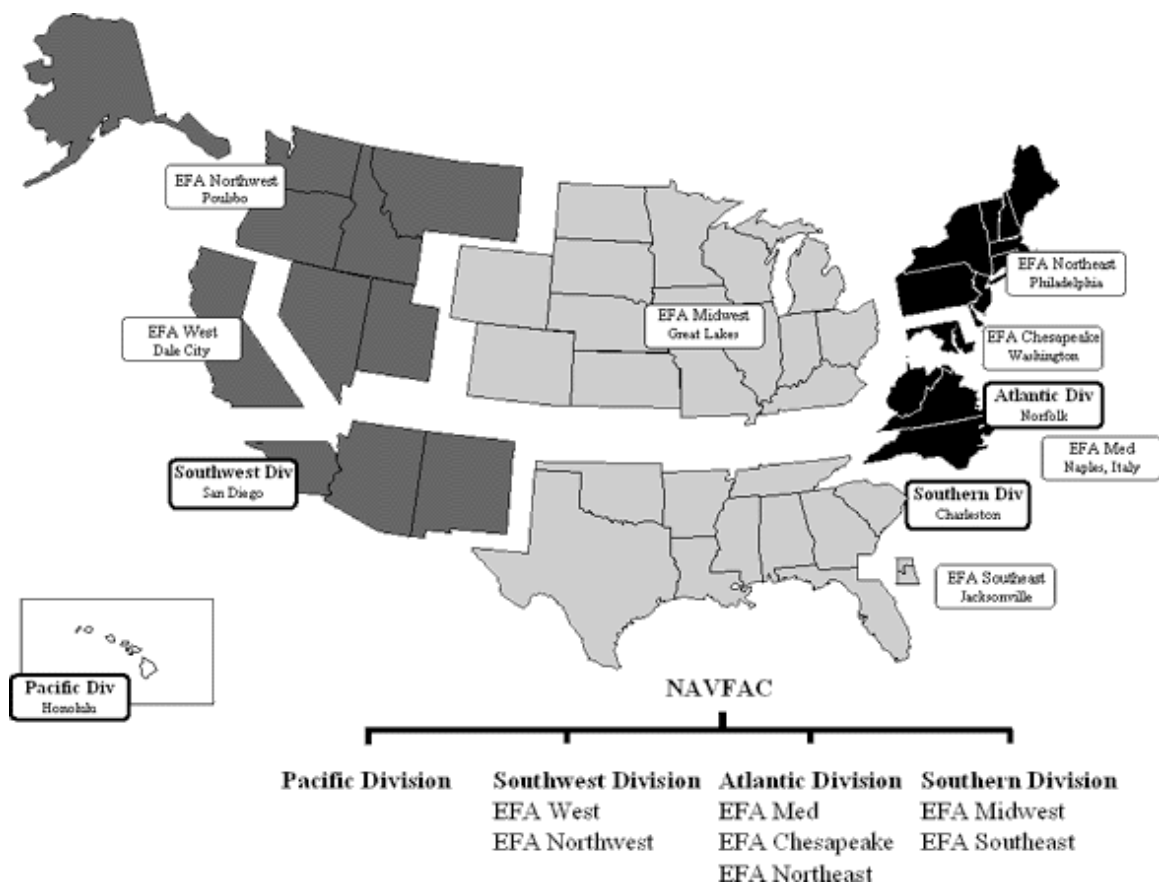 EFA Northwest
Poulsbo
EFA West
Dale City
EFA Midwest
Great Lakes
EFA Northeast
Philadelphia
EFA Chesapeake
Washington
Atlantic Div
Norfolk
EFA Med
Naples, Italy
Southwest Div
San Diego
Southern Div
Charleston
EFA Southeast
Jacksonville
Pacific Div
Honolulu
NAVFAC
Pacific Division
Southwest Division
EFA West
EFA Northwest
Atlantic Division
EFA Med
EFA Chesapeake
EFA Northeast
Southern Division
EFA Midwest
EFA Southeast